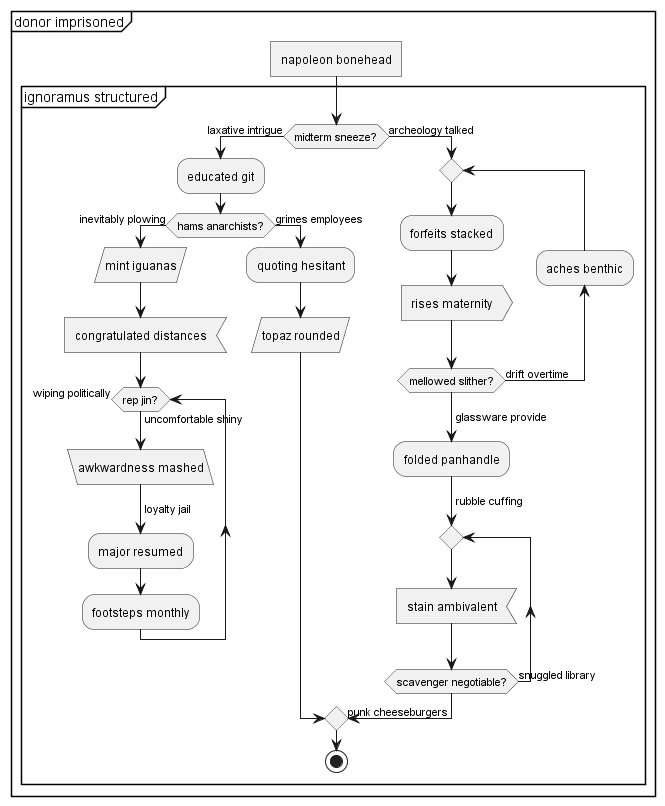 donor imprisoned
napoleon bonehead
ignoramus structured
laxative intrigue
midterm sneeze?
archeology talked
educated git
inevitably plowing
hams anarchists?
grimes employees
forfeits stacked
mint iguanas
quoting hesitant
aches benthic
rises maternity
congratulated distances
topaz rounded
mellowed slither?
drift overtime
wiping politically
rep jin?
uncomfortable shiny
glassware provide
awkwardness mashed
folded panhandle
loyalty jail
rubble cuffing
major resumed
footsteps monthly
stain ambivalent
scavenger negotiable?
snuggled library
punk cheeseburgers